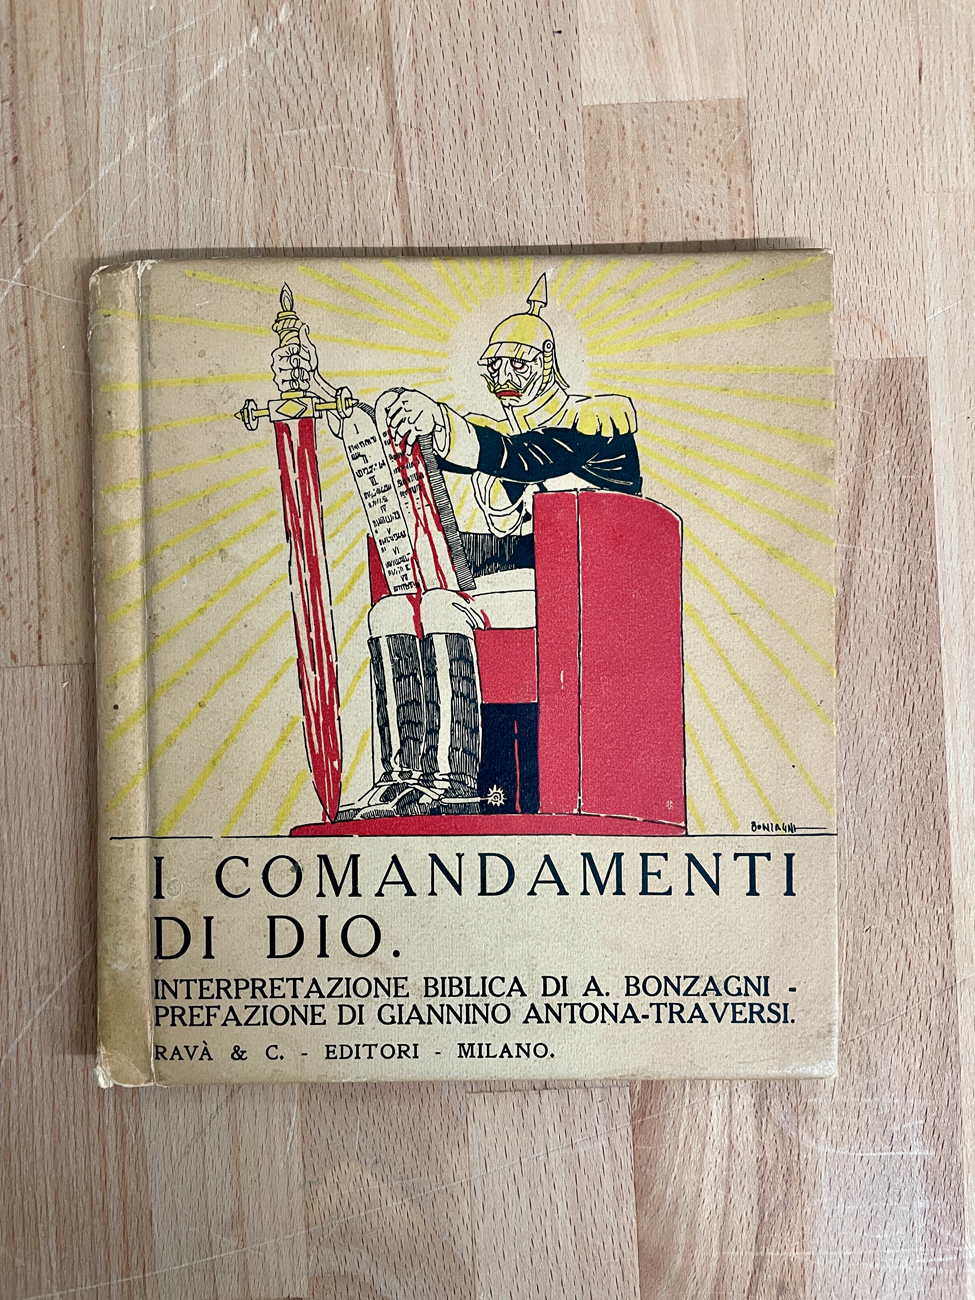 BONZAGNI
I COMANDAMENTI
DI DIO.
INTERPRETAZIONE BIBLICA DI A. BONZAGNI -
PREFAZIONE DI GIANNINO ANTONA-TRAVERSI.
RAVÀ & C. - EDITORI - MILANO.